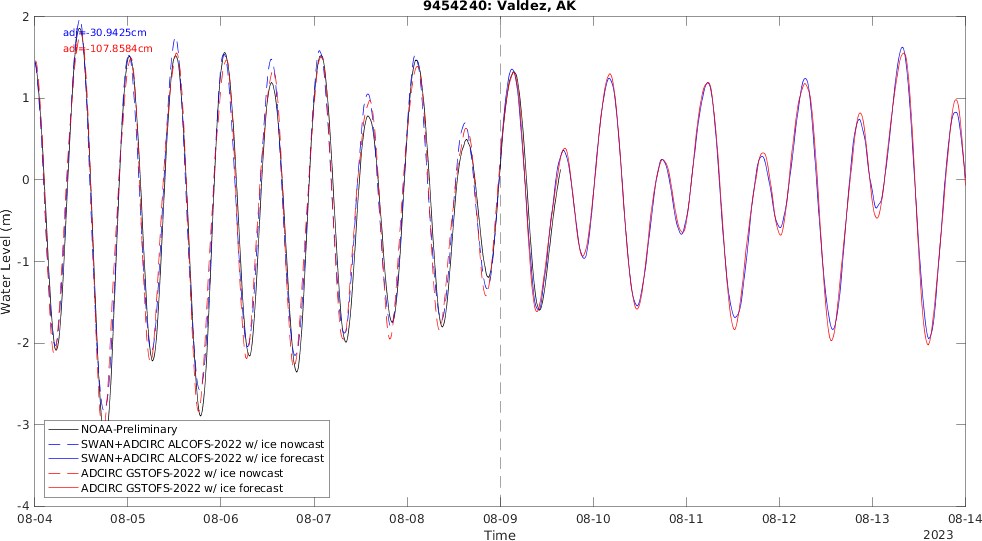 9454240: Valdez, AK
adj=-30.9425cm
adj=-107.8584cm
Water Level (m)
2
1
0
-1
-2
-3
-4
NOAA-Preliminary
SWAN+ADCIRC ALCOFS-2022 w/ ice nowcast
SWAN+ADCIRC ALCOFS-2022 w/ ice forecast
ADCIRC GSTOFS-2022 w/ ice nowcast
ADCIRC GSTOFS-2022 w/ ice forecast
08-04 08-05 08-06 08-07 08-08 08-09 08-10 08-11 08-12 08-13 08-14
Time
2023